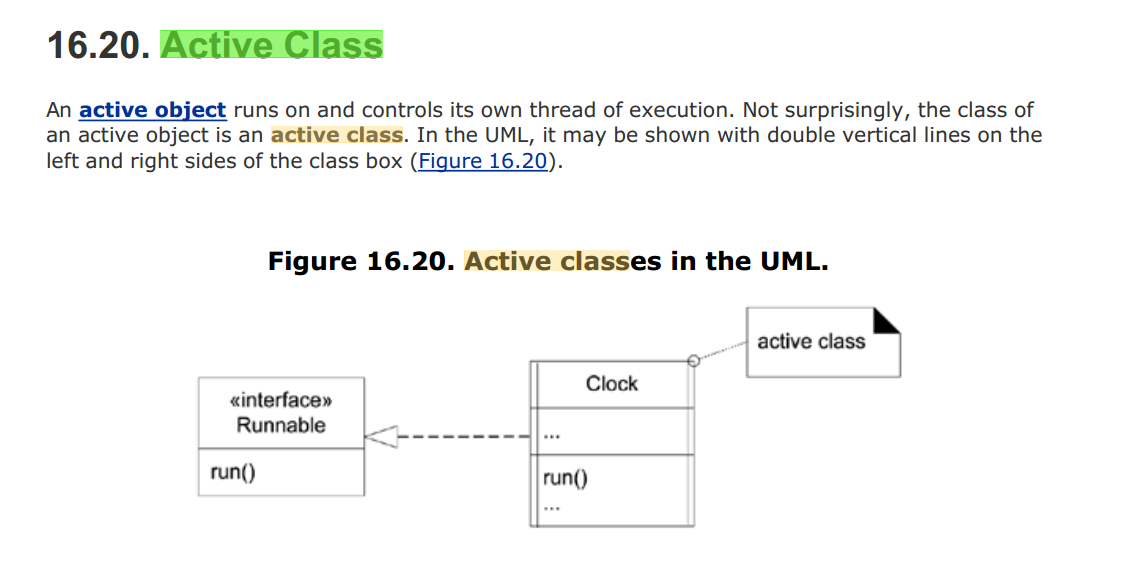 16.20. Active Class
An active object runs on and controls its own thread of execution. Not surprisingly, the class of
an active object is an active class. In the UML, it may be shown with double vertical lines on the
left and right sides of the class box (Figure 16.20).
Figure 16.20. Active classes in the UML.
active class
«interface»
Runnable
run()
Clock
...
run()
...